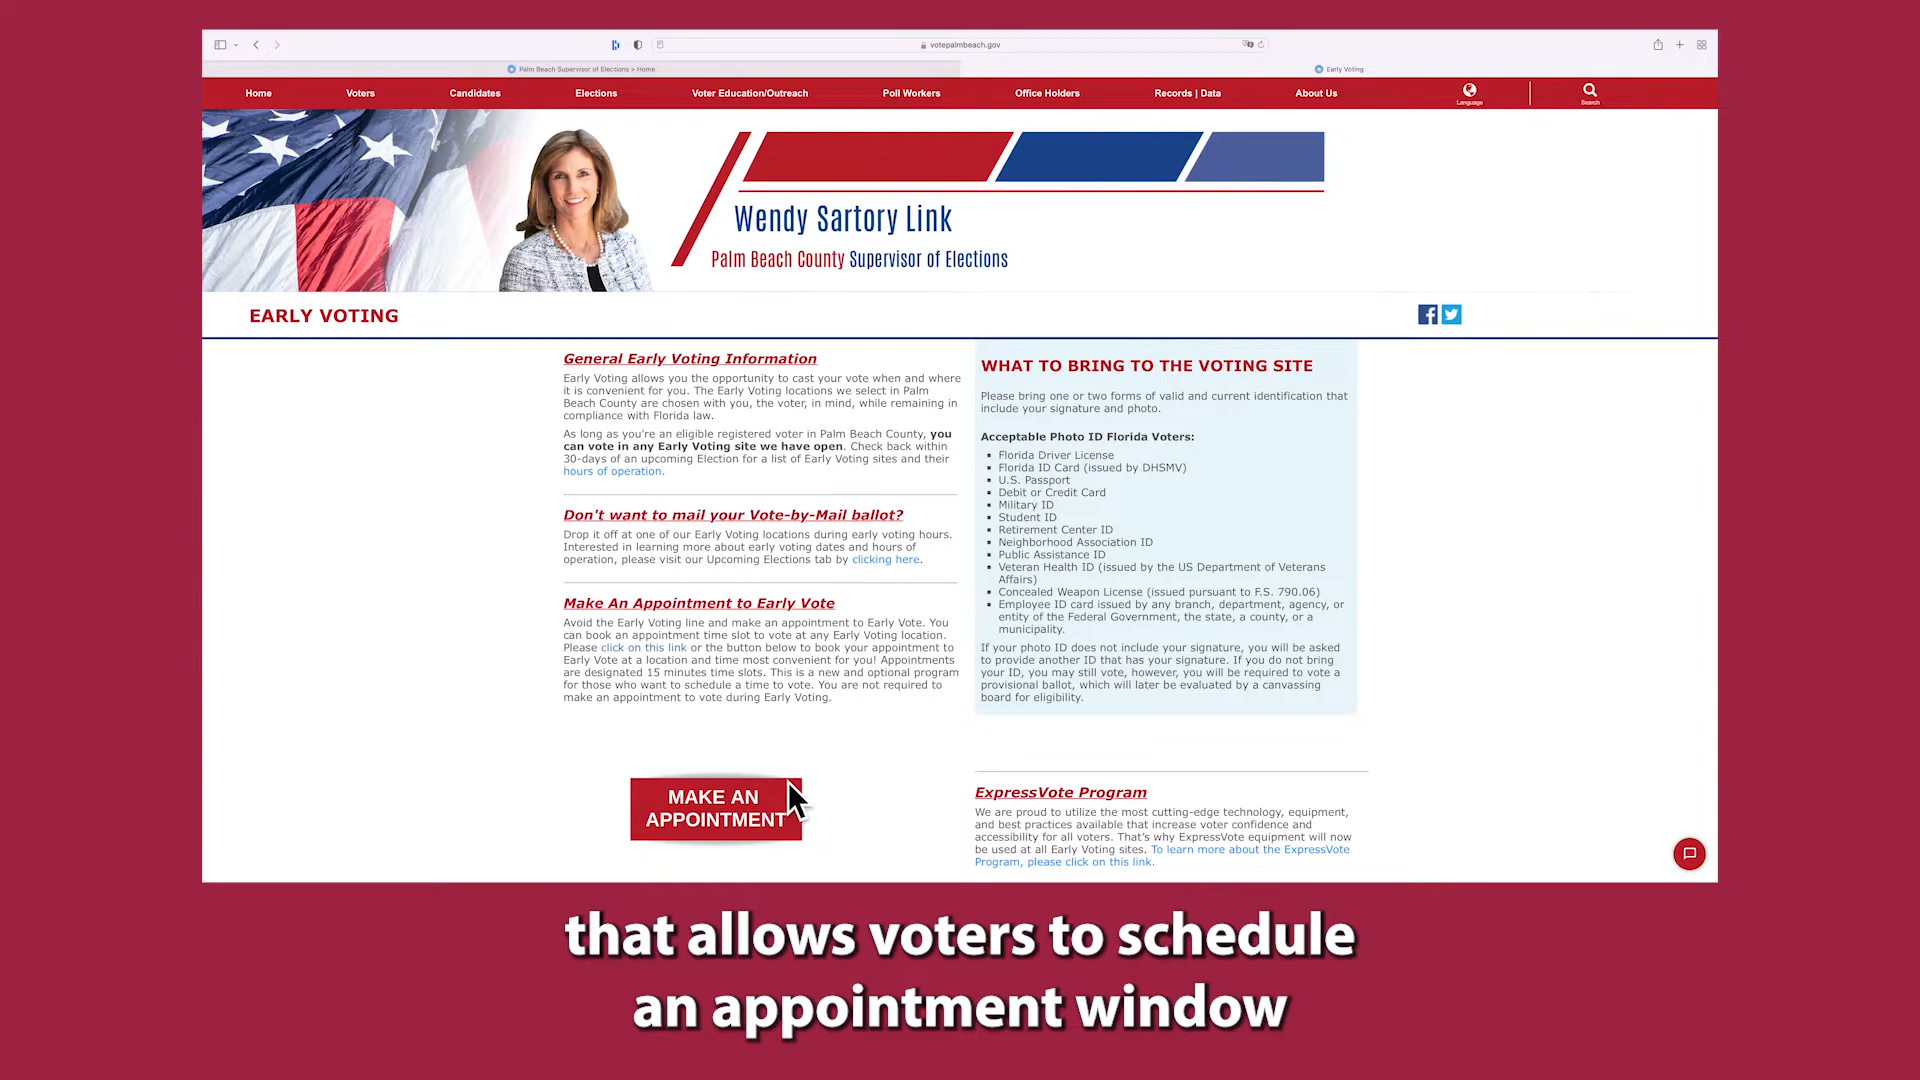 votepalmbeach.gov
Palm Beach Supervisor of Elections > Home
Early Voting
Home
Voters
Candidates
Elections
Voter Education/Outreach
Poll Workers
Office Holders
Records | Data
About Us
Language
Search
Wendy Sartory Link
Palm Beach County Supervisor of Elections
EARLY VOTING
General Early Voting Information
Early Voting allows you the opportunity to cast your vote when and where
it is convenient for you. The Early Voting locations we select in Palm
Beach County are chosen with you, the voter, in mind, while remaining in
compliance with Florida law.
As long as you're an eligible registered voter in Palm Beach County, you
can vote in any Early Voting site we have open. Check back within
30-days of an upcoming Election for a list of Early Voting sites and their
hours of operation.
Don't want to mail your Vote-by-Mail ballot?
Drop it off at one of our Early Voting locations during early voting hours.
Interested in learning more about early voting dates and hours of
operation, please visit our Upcoming Elections tab by clicking here.
Make An Appointment to Early Vote
Avoid the Early Voting line and make an appointment to Early Vote. You
can book an appointment time slot to vote at any Early Voting location.
Please click on this link or the button below to book your appointment to
Early Vote at a location and time most convenient for you! Appointments
are designated 15 minutes time slots. This is a new and optional program
for those who want to schedule a time to vote. You are not required to
make an appointment to vote during Early Voting.
MAKE AN
APPOINTMENT
WHAT TO BRING TO THE VOTING SITE
Please bring one or two forms of valid and current identification that
include your signature and photo.
Acceptable Photo ID Florida Voters:
Florida Driver License
Florida ID Card (issued by DHSMV)
U.S. Passport
Debit or Credit Card
Military ID
Student ID
Retirement Center ID
Neighborhood Association ID
Public Assistance ID
Veteran Health ID (issued by the US Department of Veterans
Affairs)
Concealed Weapon License (issued pursuant to F.S. 790.06)
Employee ID card issued by any branch, department, agency, or
entity of the Federal Government, the state, a county, or a
municipality.
If your photo ID does not include your signature, you will be asked
to provide another ID that has your signature. If you do not bring
your ID, you may still vote, however, you will be required to vote a
provisional ballot, which will later be evaluated by a canvassing
board for eligibility.
ExpressVote Program
We are proud to utilize the most cutting-edge technology, equipment,
and best practices available that increase voter confidence and
accessibility for all voters. That's why ExpressVote equipment will now
be used at all Early Voting sites. To learn more about the ExpressVote
Program, please click on this link.
that allows voters to schedule
an appointment window